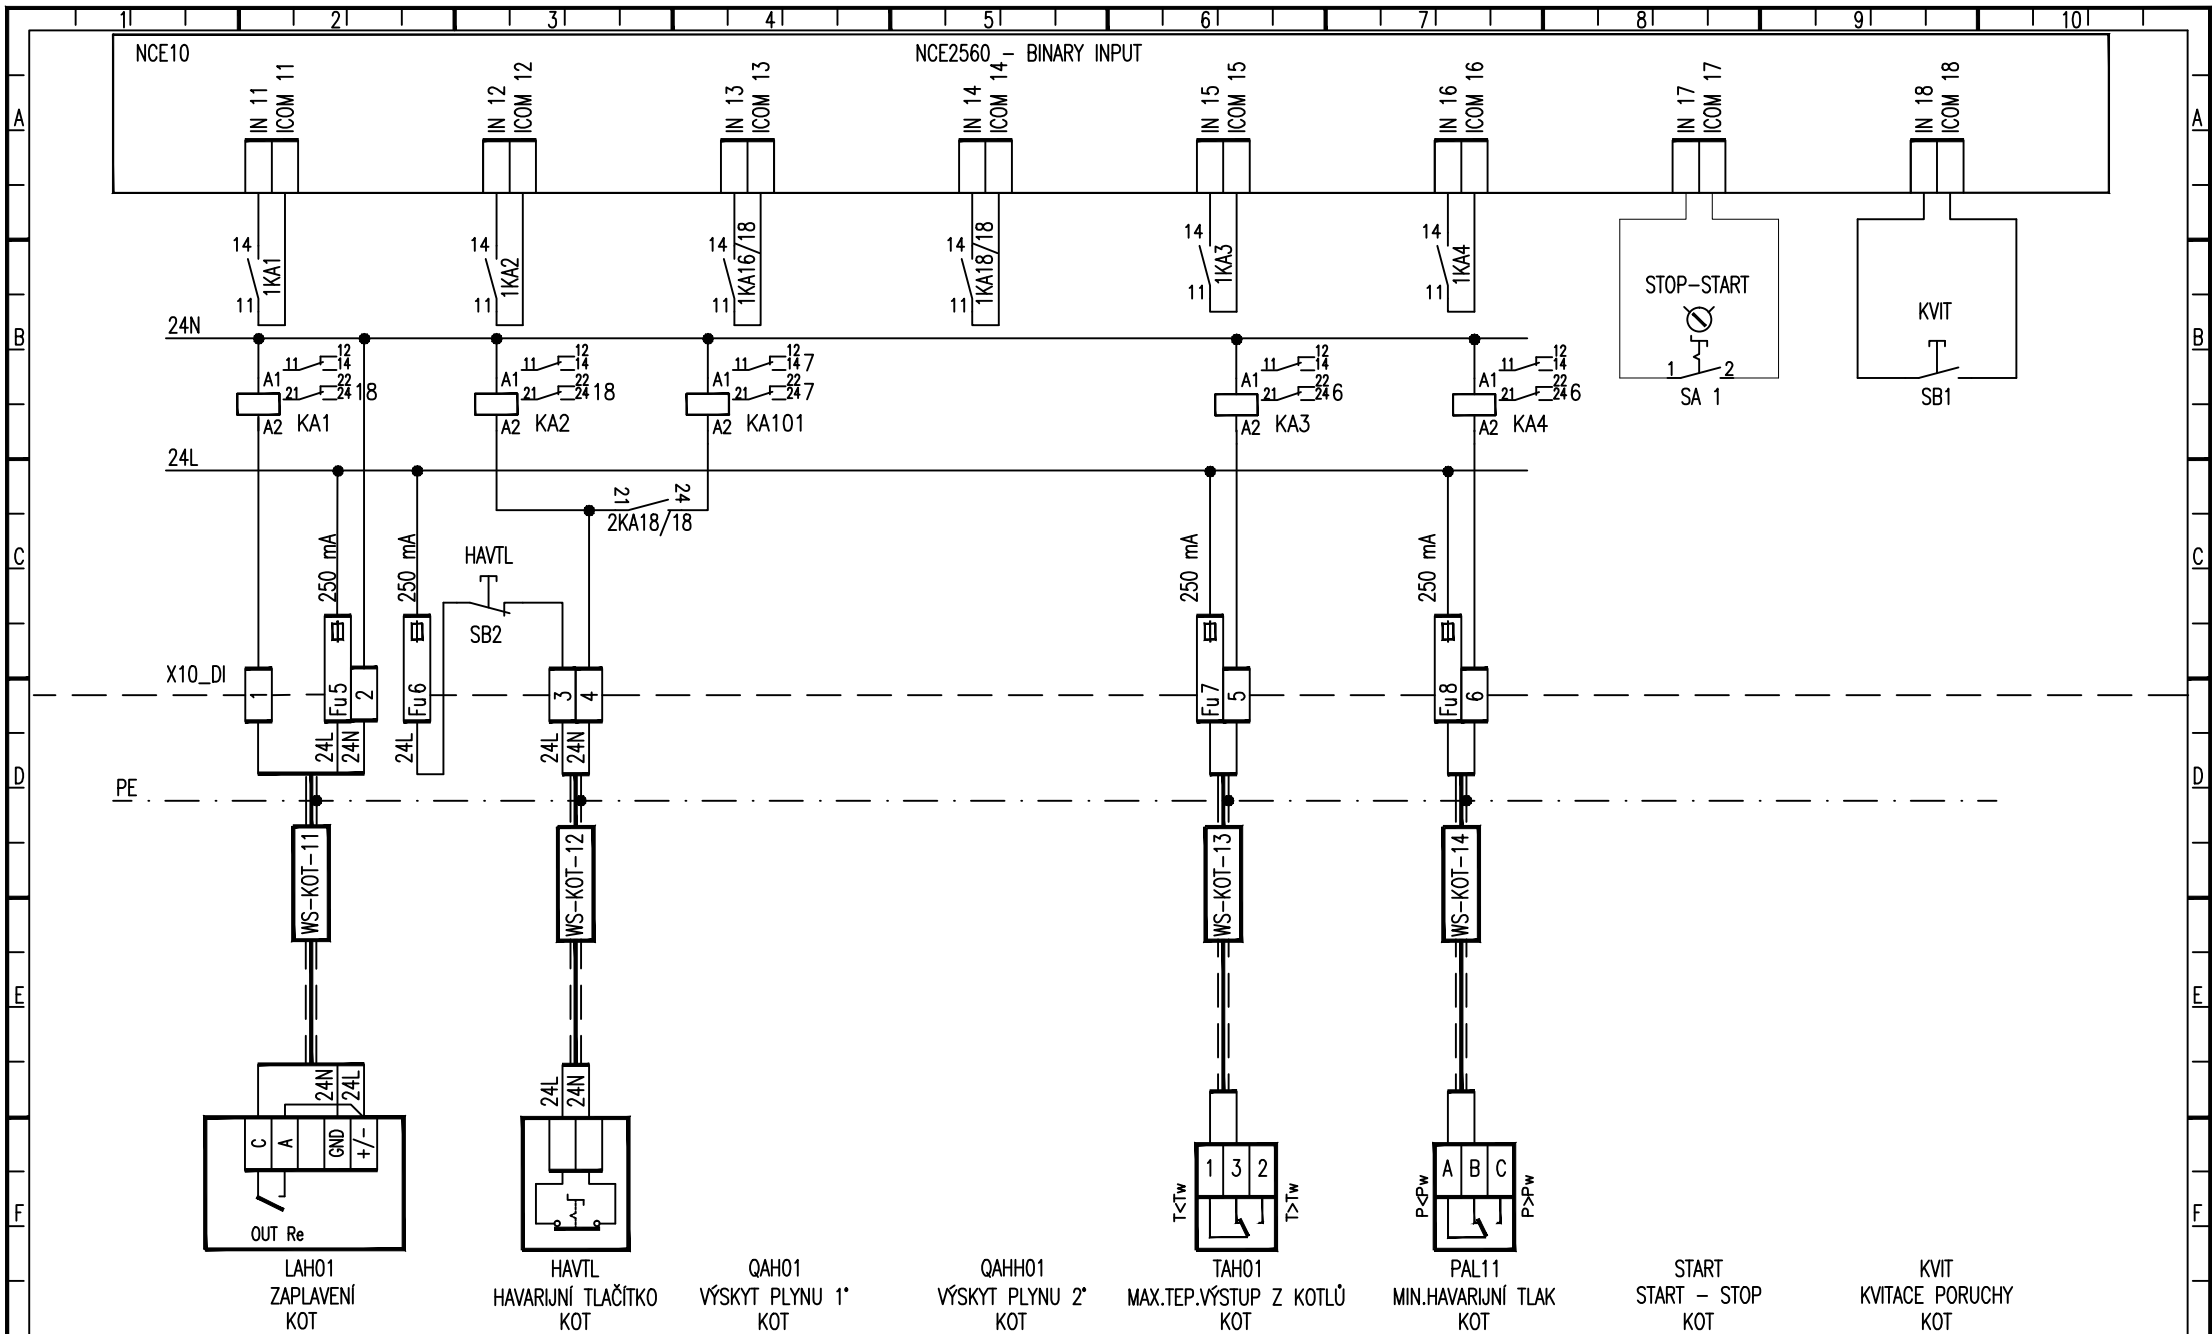 1 2 3 4 5 6 7 8 9 10
NCE10
NCE2560 - BINARY INPUT
IN 11
ICOM 11
IN 12
ICOM 12
IN 13
ICOM 13
IN 14
ICOM 14
IN 15
ICOM 15
IN 16
ICOM 16
IN 17
ICOM 17
IN 18
ICOM 18
A
A
14
11
1KA1
14
11
1KA2
14
11
1KA16/18
14
11
1KA18/18
14
11
1KA3
14
11
1KA4
STOP-START
1 2
SA 1
KVIT
SB1
24N
B
B
A1 11 12 14
21 22 24 18
A2 KA1
A1 11 12 14
21 22 24 18
A2 KA2
A1 11 12 14 7
21 22 24 7
A2 KA101
A1 11 12 14
21 22 24 6
A2 KA3
A1 11 12 14
21 22 24 6
A2 KA4
24L
21 24
2KA18/18
C
C
250 mA
250 mA
HAVTL
SB2
250 mA
250 mA
X10_DI
1
Fu5
2
Fu6
3
4
Fu7
5
Fu8
6
24L
24N
24L
24L
24N
D
D
PE
WS-KOT-11
WS-KOT-12
WS-KOT-13
WS-KOT-14
E
E
24N
24L
24L
24N
C
A
GND
+/-
OUT Re
1 3 2
T<Tw
T>Tw
A B C
P<Pw
P>Pw
F
F
LAH01
ZAPLAVENÍ
KOT
HAVTL
HAVARIJNÍ TLAČÍTKO
KOT
QAH01
VÝSKYT PLYNU 1°
KOT
QAHH01
VÝSKYT PLYNU 2°
KOT
TAH01
MAX.TEP.VÝSTUP Z KOTLŮ
KOT
PAL11
MIN.HAVARIJNÍ TLAK
KOT
START
START - STOP
KOT
KVIT
KVITACE PORUCHY
KOT